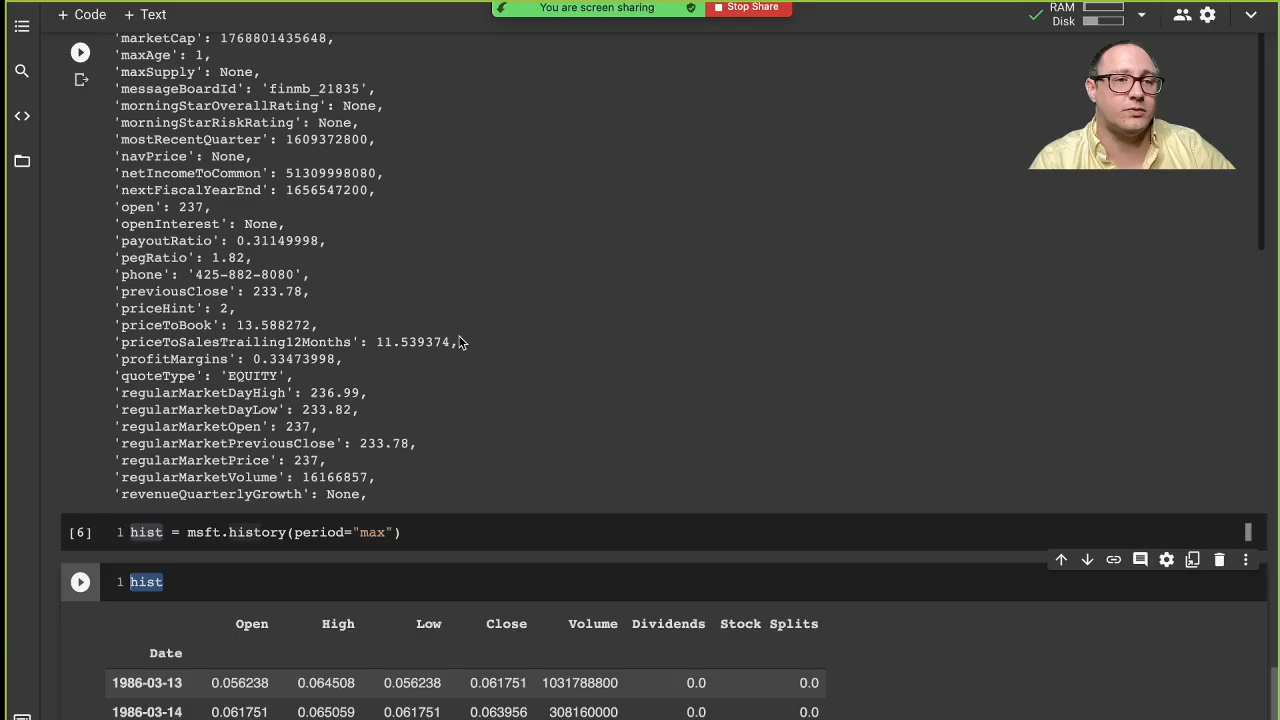 You are screen sharing Stop Share
+ Code + Text
RAM
Disk
'marketCap': 1768801435648,
'maxAge': 1,
'maxSupply': None,
'messageBoardId': 'finmb_21835',
'morningStarOverallRating': None,
'morningStarRiskRating': None,
'mostRecentQuarter': 1609372800,
'navPrice': None,
'netIncomeToCommon': 51309998080,
'nextFiscalYearEnd': 1656547200,
'open': 237,
'openInterest': None,
'payoutRatio': 0.31149998,
'pegRatio': 1.82,
'phone': '425-882-8080',
'previousClose': 233.78,
'priceHint': 2,
'priceToBook': 13.588272,
'priceToSalesTrailing12Months': 11.539374,
'profitMargins': 0.33473998,
'quoteType': 'EQUITY',
'regularMarketDayHigh': 236.99,
'regularMarketDayLow': 233.82,
'regularMarketOpen': 237,
'regularMarketPreviousClose': 233.78,
'regularMarketPrice': 237,
'regularMarketVolume': 16166857,
'revenueQuarterlyGrowth': None,
[6] 1 hist = msft.history(period="max")
1 hist
Open High Low Close Volume Dividends Stock Splits
Date
1986-03-13 0.056238 0.064508 0.056238 0.061751 1031788800 0.0 0.0
1986-03-14 0.061751 0.065059 0.061751 0.063956 308160000 0.0 0.0